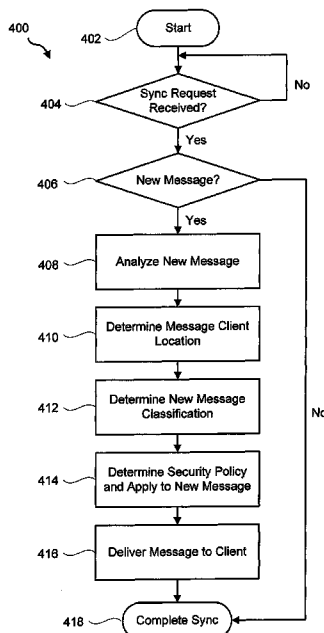 400
402
Start
404
Sync Request
Received?
No
Yes
406
New Message?
Yes
408
Analyze New Message
410
Determine Message Client
Location
412
Determine New Message
Classification
No
414
Determine Security Policy
and Apply to New Message
416
Deliver Message to Client
418
Complete Sync